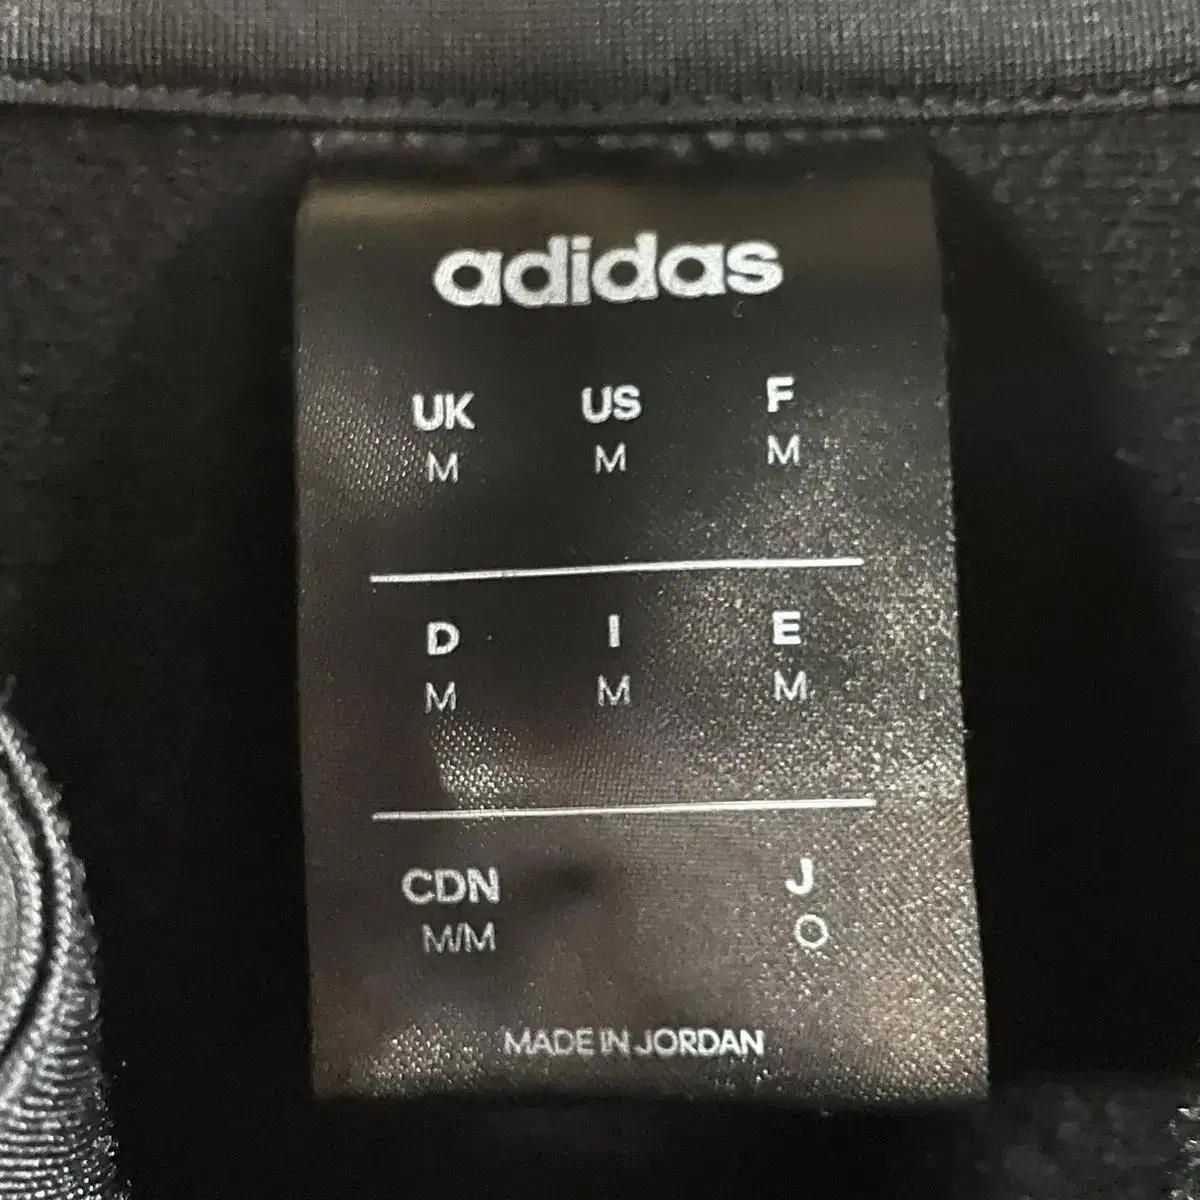 adidas
UK US F
M M M
D I E
M M M
CDN J
M/M O
MADE IN JORDAN